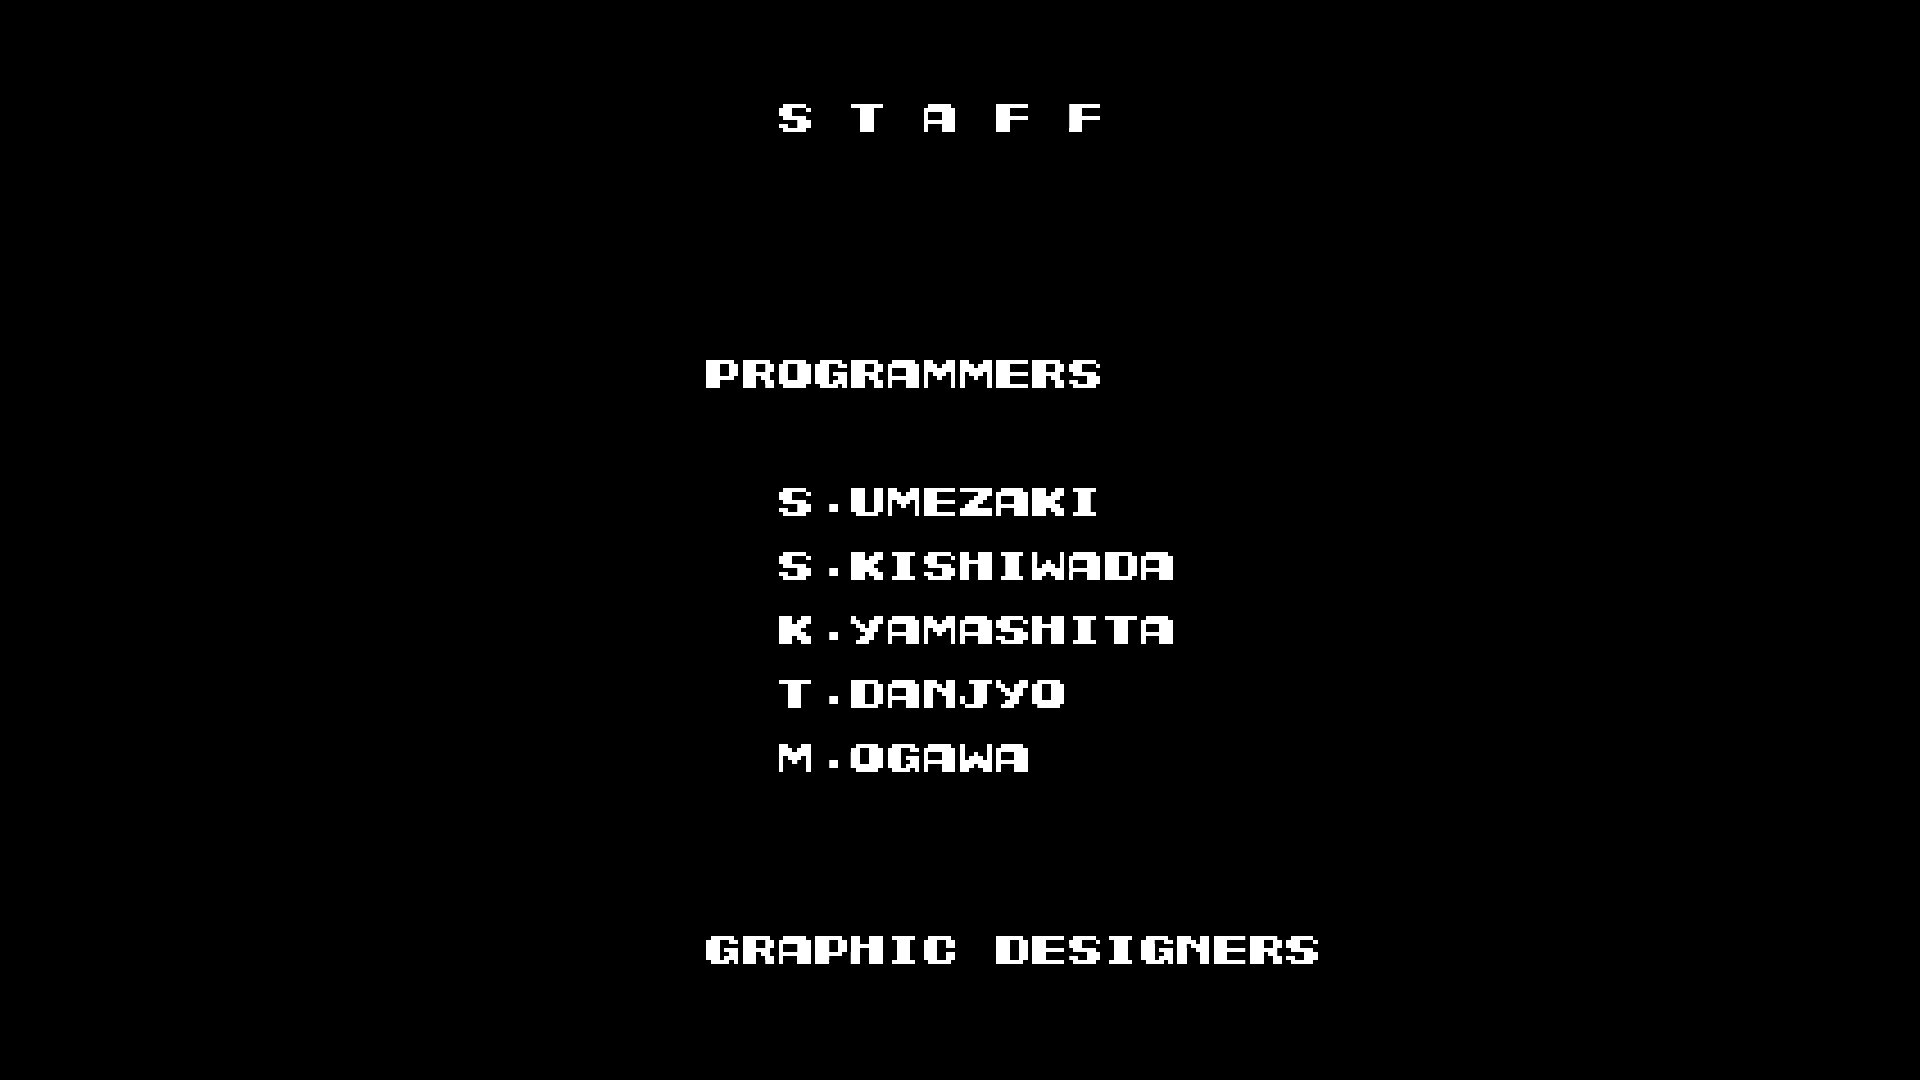 S T A F F
PROGRAMMERS
S.UMEZAKI
S.KISHIWADA
K.YAMASHITA
T.DANJYO
M.OGAWA
GRAPHIC DESIGNERS